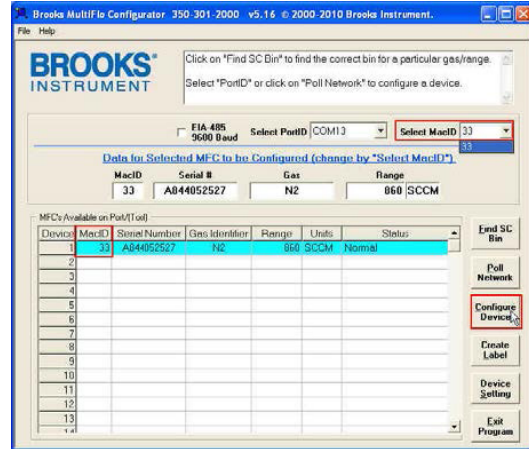 Brooks MultiFlo Configurator 350-301-2000 v5.16 © 2000-2010 Brooks Instrument.
File Help
BROOKS®
INSTRUMENT
Click on "Find SC Bin" to find the correct bin for a particular gas/range.
Select "PortID" or click on "Poll Network" to configure a device.
EIA-485
9600 Baud
Select PortID COM13
Select MacID 33
33
Data for Selected MFC to be Configured (change by "Select MacID")
MacID Serial # Gas Range
33 A844052527 N2 860 SCCM
MFC's Available on Port/(Tool)
Device MacID Serial Number Gas Identifier Range Units Status
1 33 A844052527 N2 860 SCCM Normal
2
3
4
5
6
7
8
9
10
11
12
13
14
Find SC
Bin
Poll
Network
Configure
Device
Create
Label
Device
Setting
Exit
Program